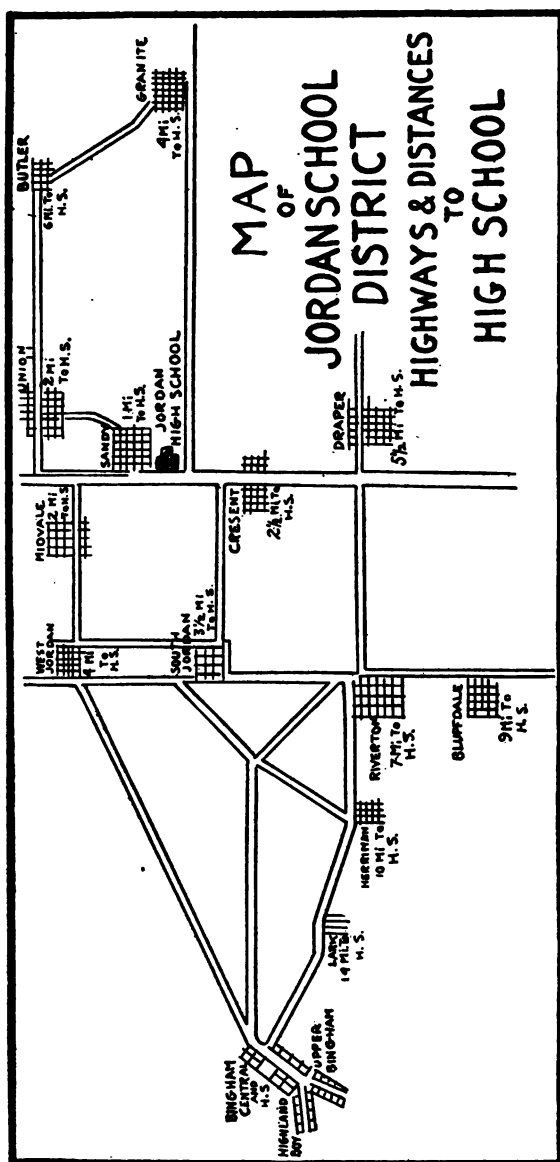 MAP
OF
JORDAN SCHOOL
DISTRICT
HIGHWAYS & DISTANCES
TO
HIGH SCHOOL
GRANITE
4 MI
TO H.S.
BUTLER
6 MI. TO
H.S.
UNION
2 MI
TO H.S.
SANDY
1 MI
TO H.S.
JORDAN
HIGH SCHOOL
MIDVALE
2 MI
TO H.S
CRESENT
2½ MI TO
H.S.
DRAPER
5½ MI TO H.S.
WEST
JORDAN
4 MI
TO
H.S.
SOUTH
JORDAN
3½ MI
TO H.S.
RIVERTON
7 MI TO
H.S.
BLUFFDALE
9 MI TO
H.S.
HERRIMAN
10 MI TO
H.S.
LARK
14 MI. TO
H.S.
BINGHAM
CENTRAL
AND
H.S
HIGHLAND
BOY
UPPER
BINGHAM